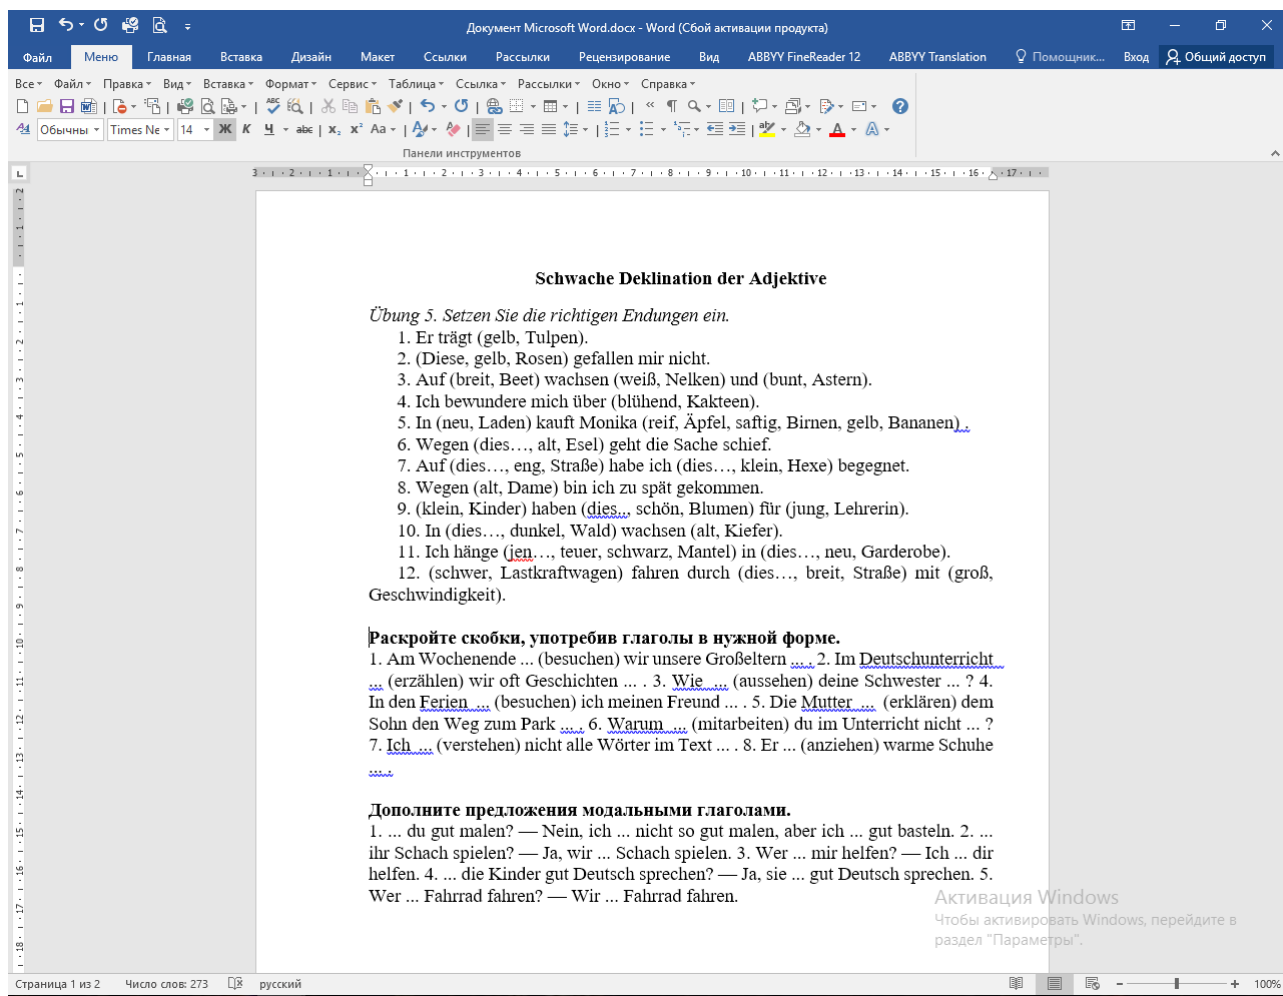 Документ Microsoft Word.docx - Word (Сбой активации продукта)
Файл Меню Главная Вставка Дизайн Макет Ссылки Рассылки Рецензирование Вид ABBYY FineReader 12 ABBYY Translation Помощник... Вход Общий доступ
Все Файл Правка Вид Вставка Формат Сервис Таблица Ссылка Рассылки Окно Справка
Обычны Times Ne 14 Ж К Ч abc x₂ x² Aa
Панели инструментов
Schwache Deklination der Adjektive
Übung 5. Setzen Sie die richtigen Endungen ein.
1. Er trägt (gelb, Tulpen).
2. (Diese, gelb, Rosen) gefallen mir nicht.
3. Auf (breit, Beet) wachsen (weiß, Nelken) und (bunt, Astern).
4. Ich bewundere mich über (blühend, Kakteen).
5. In (neu, Laden) kauft Monika (reif, Äpfel, saftig, Birnen, gelb, Bananen) .
6. Wegen (dies…, alt, Esel) geht die Sache schief.
7. Auf (dies…, eng, Straße) habe ich (dies…, klein, Hexe) begegnet.
8. Wegen (alt, Dame) bin ich zu spät gekommen.
9. (klein, Kinder) haben (dies.., schön, Blumen) für (jung, Lehrerin).
10. In (dies…, dunkel, Wald) wachsen (alt, Kiefer).
11. Ich hänge (jen…, teuer, schwarz, Mantel) in (dies…, neu, Garderobe).
12. (schwer, Lastkraftwagen) fahren durch (dies…, breit, Straße) mit (groß,
Geschwindigkeit).
Раскройте скобки, употребив глаголы в нужной форме.
1. Am Wochenende ... (besuchen) wir unsere Großeltern ... . 2. Im Deutschunterricht
... (erzählen) wir oft Geschichten ... . 3. Wie ... (aussehen) deine Schwester ... ? 4.
In den Ferien ... (besuchen) ich meinen Freund ... . 5. Die Mutter ... (erklären) dem
Sohn den Weg zum Park ... . 6. Warum ... (mitarbeiten) du im Unterricht nicht ... ?
7. Ich ... (verstehen) nicht alle Wörter im Text ... . 8. Er ... (anziehen) warme Schuhe
... .
Дополните предложения модальными глаголами.
1. ... du gut malen? — Nein, ich ... nicht so gut malen, aber ich ... gut basteln. 2. ...
ihr Schach spielen? — Ja, wir ... Schach spielen. 3. Wer ... mir helfen? — Ich ... dir
helfen. 4. ... die Kinder gut Deutsch sprechen? — Ja, sie ... gut Deutsch sprechen. 5.
Wer ... Fahrrad fahren? — Wir ... Fahrrad fahren.
Активация Windows
Чтобы активировать Windows, перейдите в
раздел "Параметры".
Страница 1 из 2 Число слов: 273 русский 100%